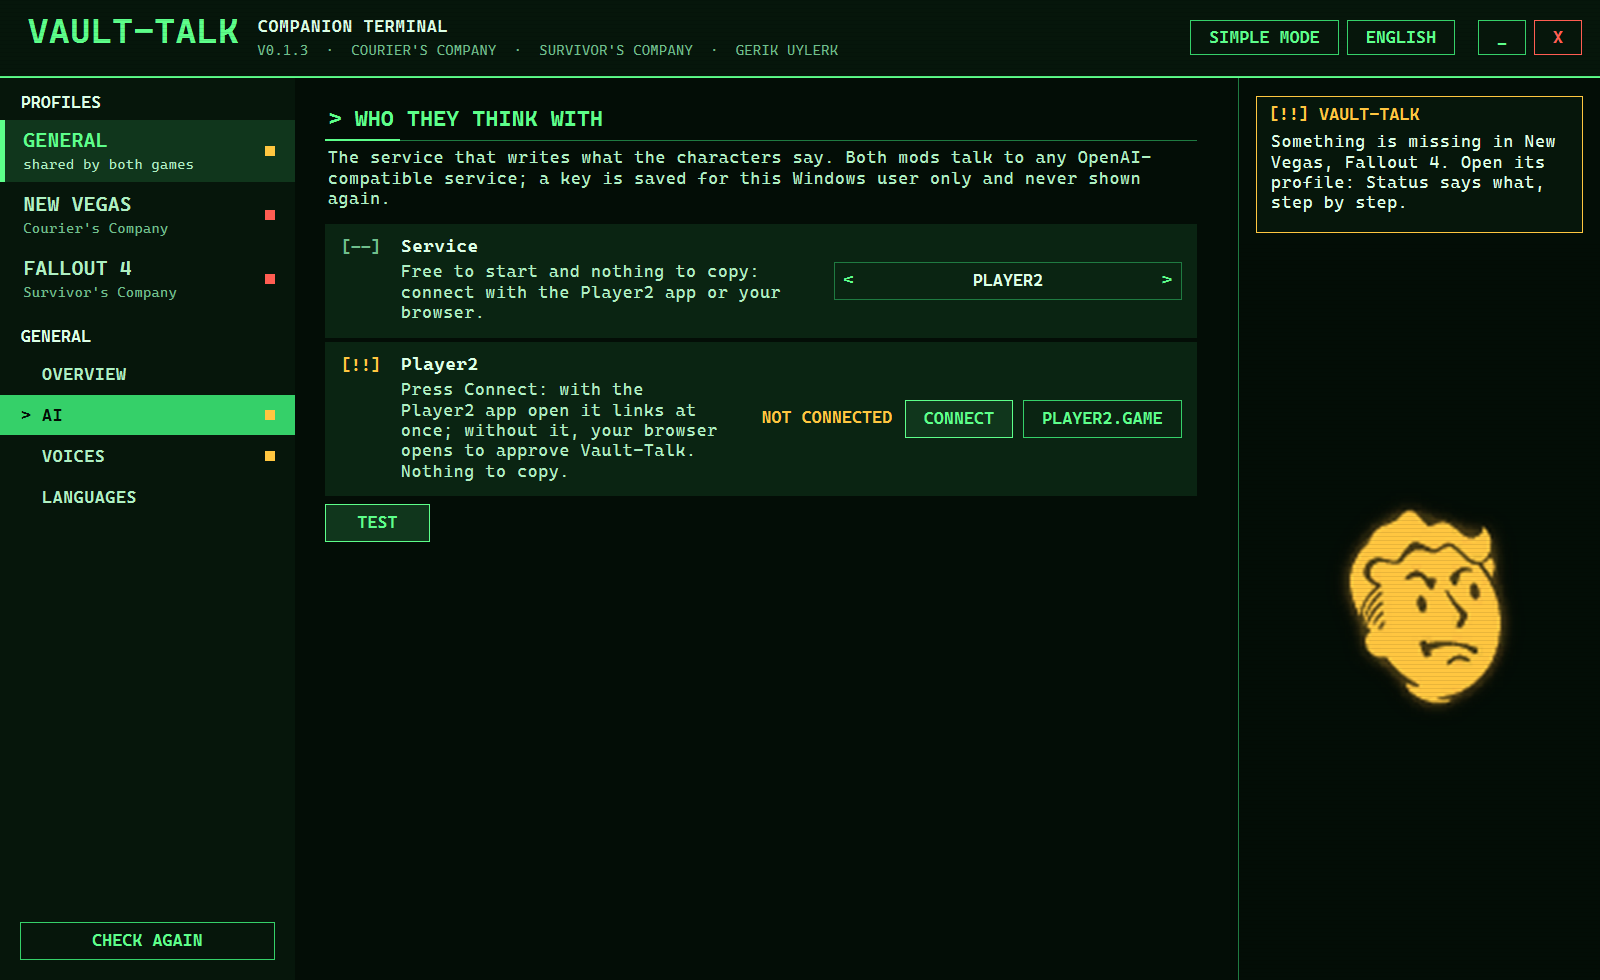 VAULT-TALK
COMPANION TERMINAL
V0.1.3 · COURIER'S COMPANY · SURVIVOR'S COMPANY · GERIK UYLERK
SIMPLE MODE
ENGLISH
_
X
PROFILES
GENERAL
shared by both games
NEW VEGAS
Courier's Company
FALLOUT 4
Survivor's Company
GENERAL
OVERVIEW
> AI
VOICES
LANGUAGES
CHECK AGAIN
> WHO THEY THINK WITH
The service that writes what the characters say. Both mods talk to any OpenAI-
compatible service; a key is saved for this Windows user only and never shown
again.
[--] Service
Free to start and nothing to copy:
connect with the Player2 app or your
browser.
< PLAYER2 >
[!!] Player2
Press Connect: with the
Player2 app open it links at
once; without it, your browser
opens to approve Vault-Talk.
Nothing to copy.
NOT CONNECTED
CONNECT
PLAYER2.GAME
TEST
[!!] VAULT-TALK
Something is missing in New
Vegas, Fallout 4. Open its
profile: Status says what,
step by step.